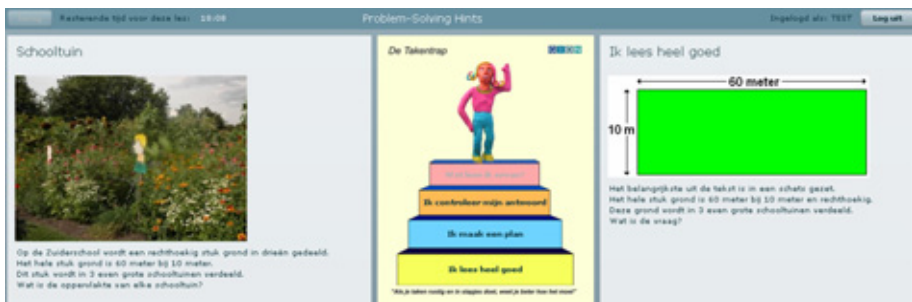 Resterende tijd voor deze les:
Problem-Solving Hints
Ingelogd als: TEST
Log uit
Schooltuin
Op de Zuiderschool wordt een rechthoekig stuk grond in drieën gedeeld.
Het hele stuk grond is 60 meter bij 10 meter.
Dit stuk wordt in 3 even grote schooltuinen verdeeld.
Wat is de oppervlakte van elke schooltuin?
De Takentrap
GION
Ik controleer mijn antwoord
Ik maak een plan
Ik lees heel goed
Ik lees heel goed
60 meter
10 m
Het belangrijkste uit de tekst is in een schets gezet.
Het hele stuk grond is 60 meter bij 10 meter en rechthoekig.
Deze grond wordt in 3 even grote schooltuinen verdeeld.
Wat is de vraag?